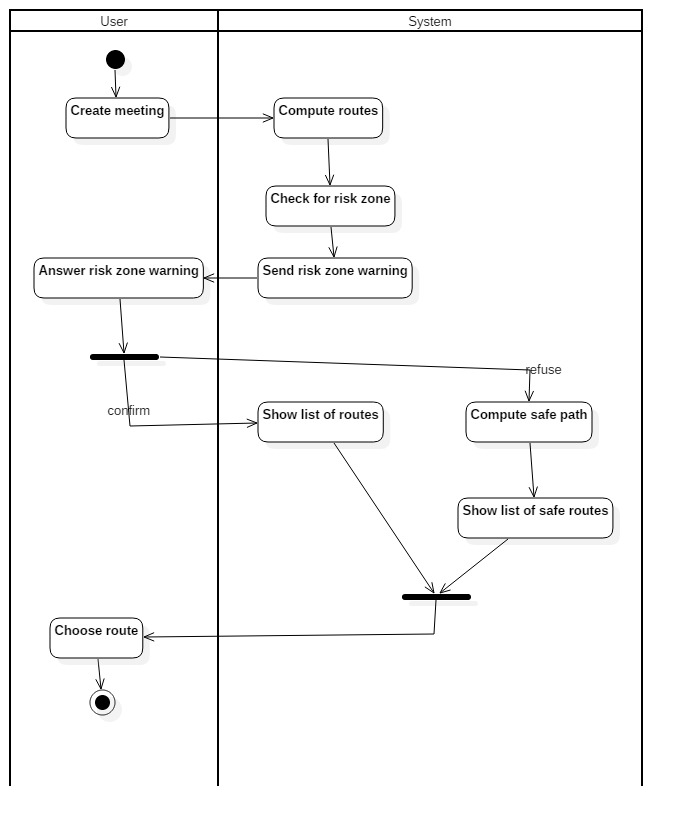 User
System
Create meeting
Compute routes
Check for risk zone
Answer risk zone warning
Send risk zone warning
refuse
confirm
Show list of routes
Compute safe path
Show list of safe routes
Choose route